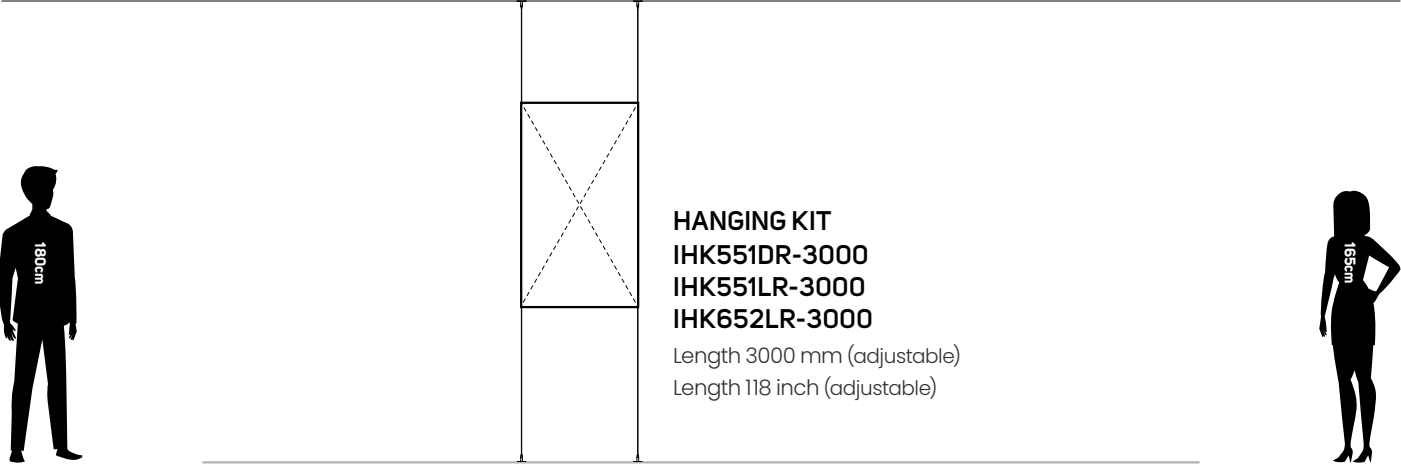 180cm
HANGING KIT
IHK551DR-3000
IHK551LR-3000
IHK652LR-3000
Length 3000 mm (adjustable)
Length 118 inch (adjustable)
165cm